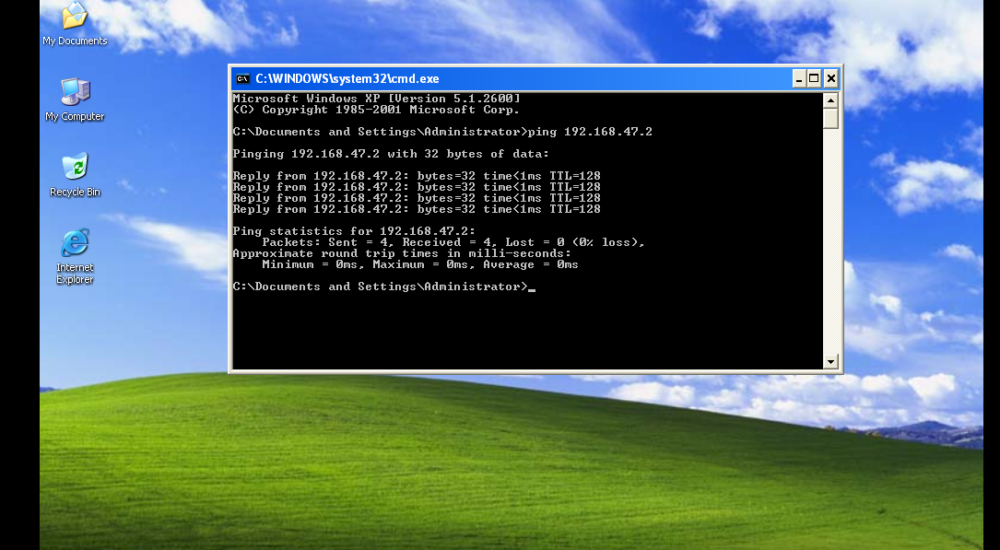 My Documents
My Computer
Recycle Bin
Internet
Explorer
C:\WINDOWS\system32\cmd.exe
Microsoft Windows XP [Version 5.1.2600]
(C) Copyright 1985-2001 Microsoft Corp.
C:\Documents and Settings\Administrator>ping 192.168.47.2
Pinging 192.168.47.2 with 32 bytes of data:
Reply from 192.168.47.2: bytes=32 time<1ms TTL=128
Reply from 192.168.47.2: bytes=32 time<1ms TTL=128
Reply from 192.168.47.2: bytes=32 time<1ms TTL=128
Reply from 192.168.47.2: bytes=32 time<1ms TTL=128
Ping statistics for 192.168.47.2:
    Packets: Sent = 4, Received = 4, Lost = 0 (0% loss),
Approximate round trip times in milli-seconds:
    Minimum = 0ms, Maximum = 0ms, Average = 0ms
C:\Documents and Settings\Administrator>_